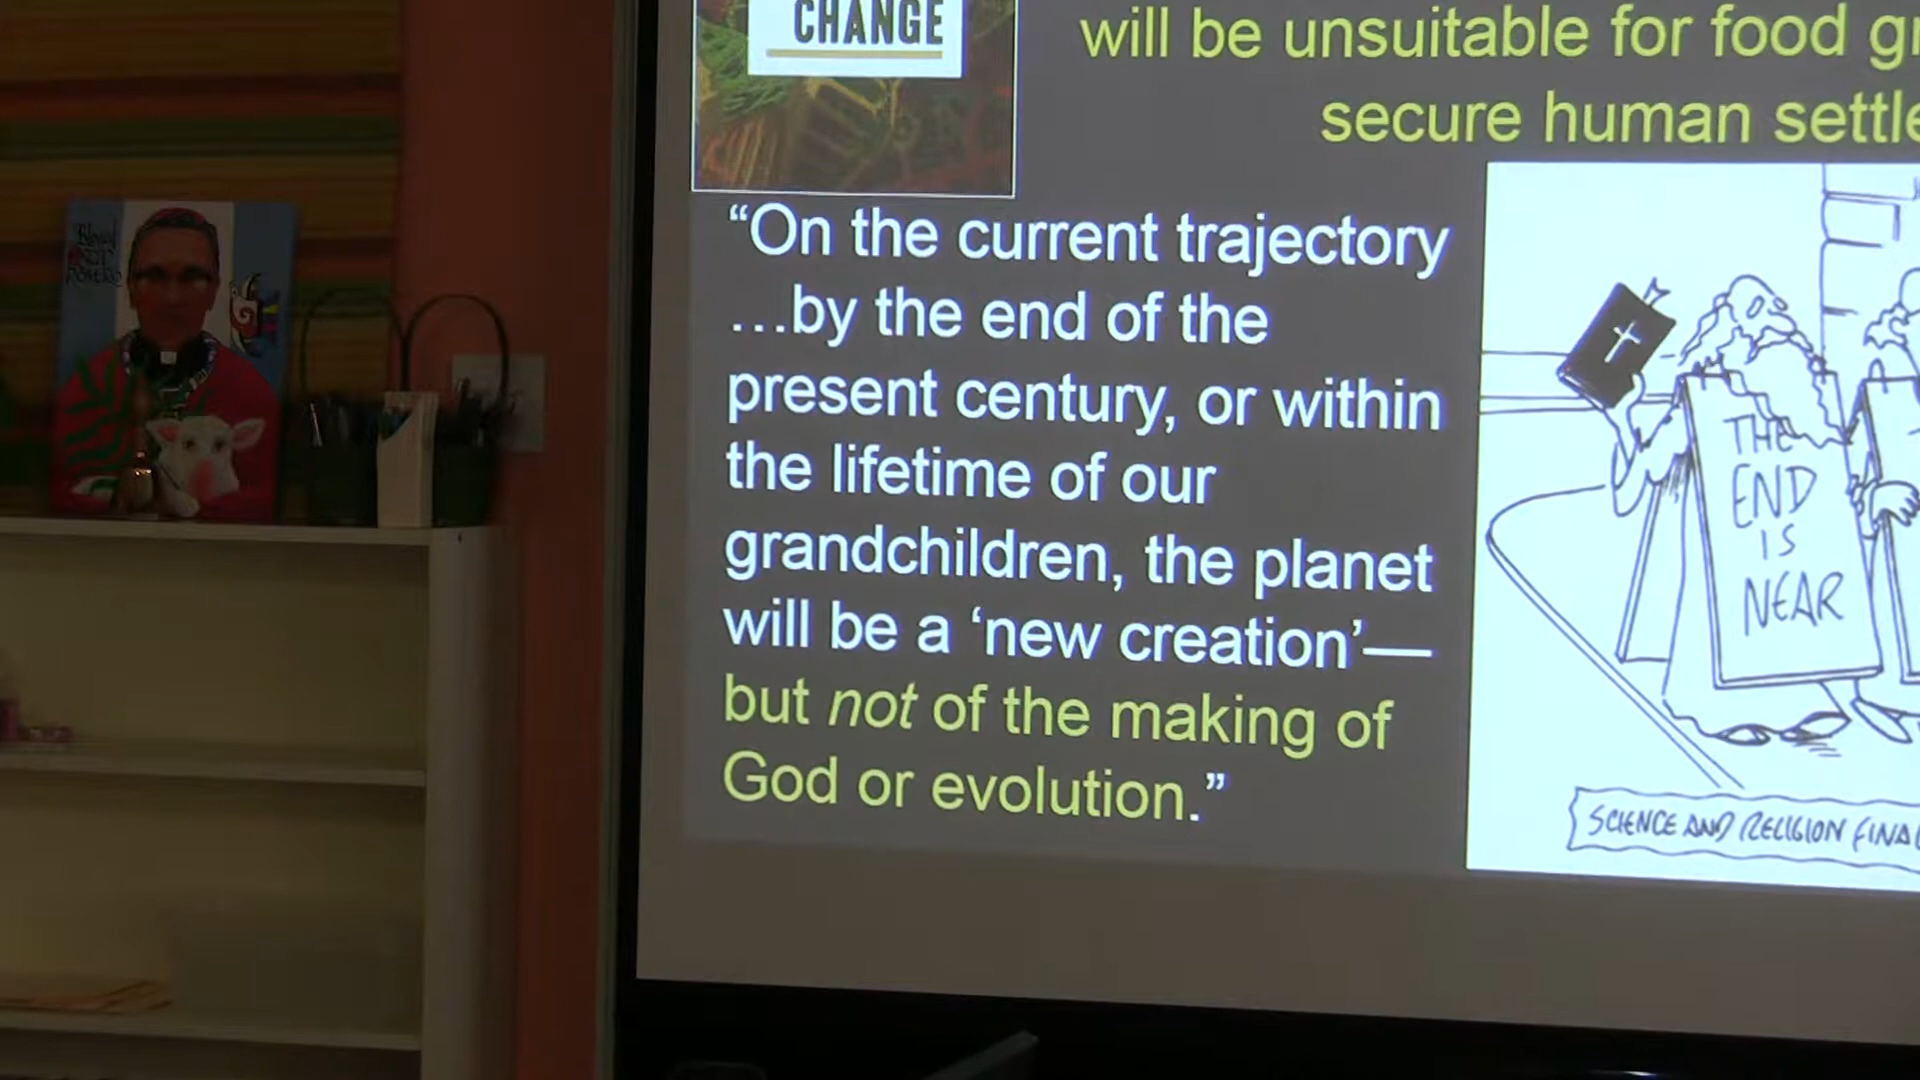 CHANGE
will be unsuitable for food
secure human
“On the current trajectory
…by the end of the
present century, or within
the lifetime of our
grandchildren, the planet
will be a ‘new creation’—
but not of the making of
God or evolution.”
THE
END
IS
NEAR
SCIENCE AND RELIGION